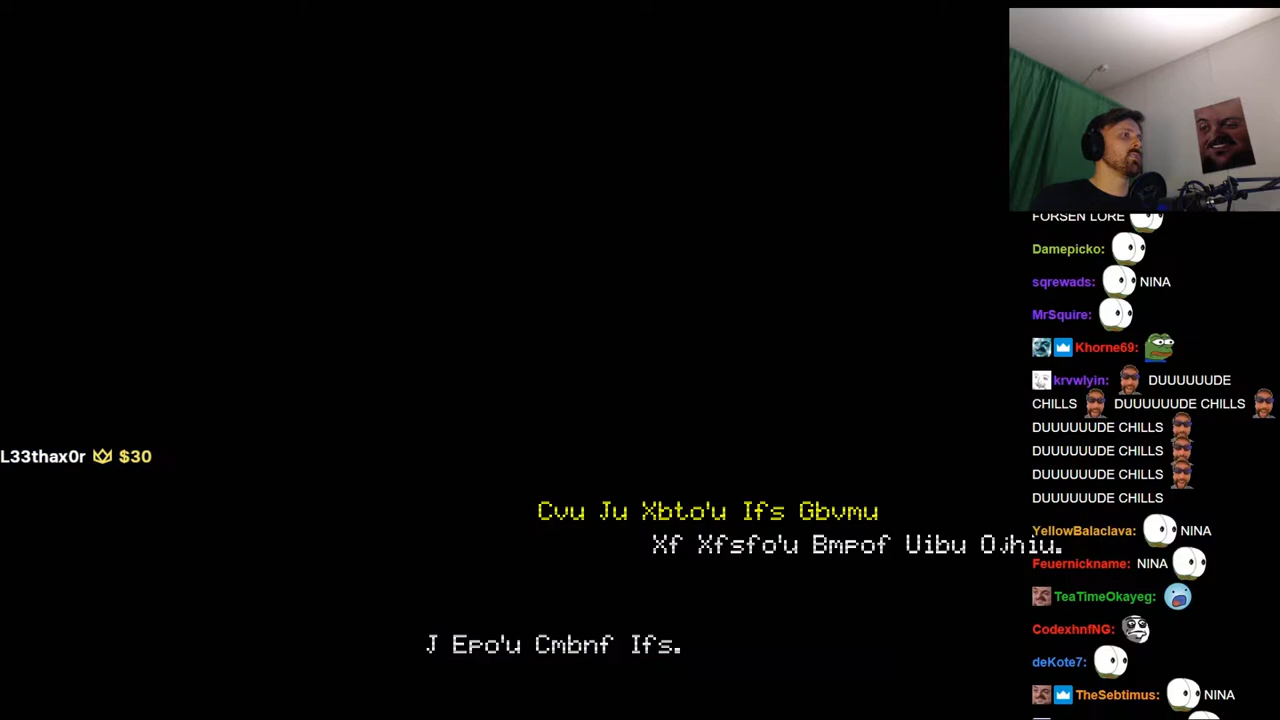 FORSEN LORE
Damepicko:
sqrewads: NINA
MrSquire:
Khorne69:
krvwlyin: DUUUUUUDE
CHILLS DUUUUUUDE CHILLS
DUUUUUUDE CHILLS
DUUUUUUDE CHILLS
DUUUUUUDE CHILLS
DUUUUUUDE CHILLS
L33thax0r $30
Cvu Ju Xbto'u Ifs Gbvmu
Xf Xfsfo'u Bmpof Uibu Ojhiu.
J Epo'u Cmbnf Ifs.
YellowBalaclava: NINA
Feuernickname: NINA
TeaTimeOkayeg:
CodexhnfNG:
deKote7:
TheSebtimus: NINA